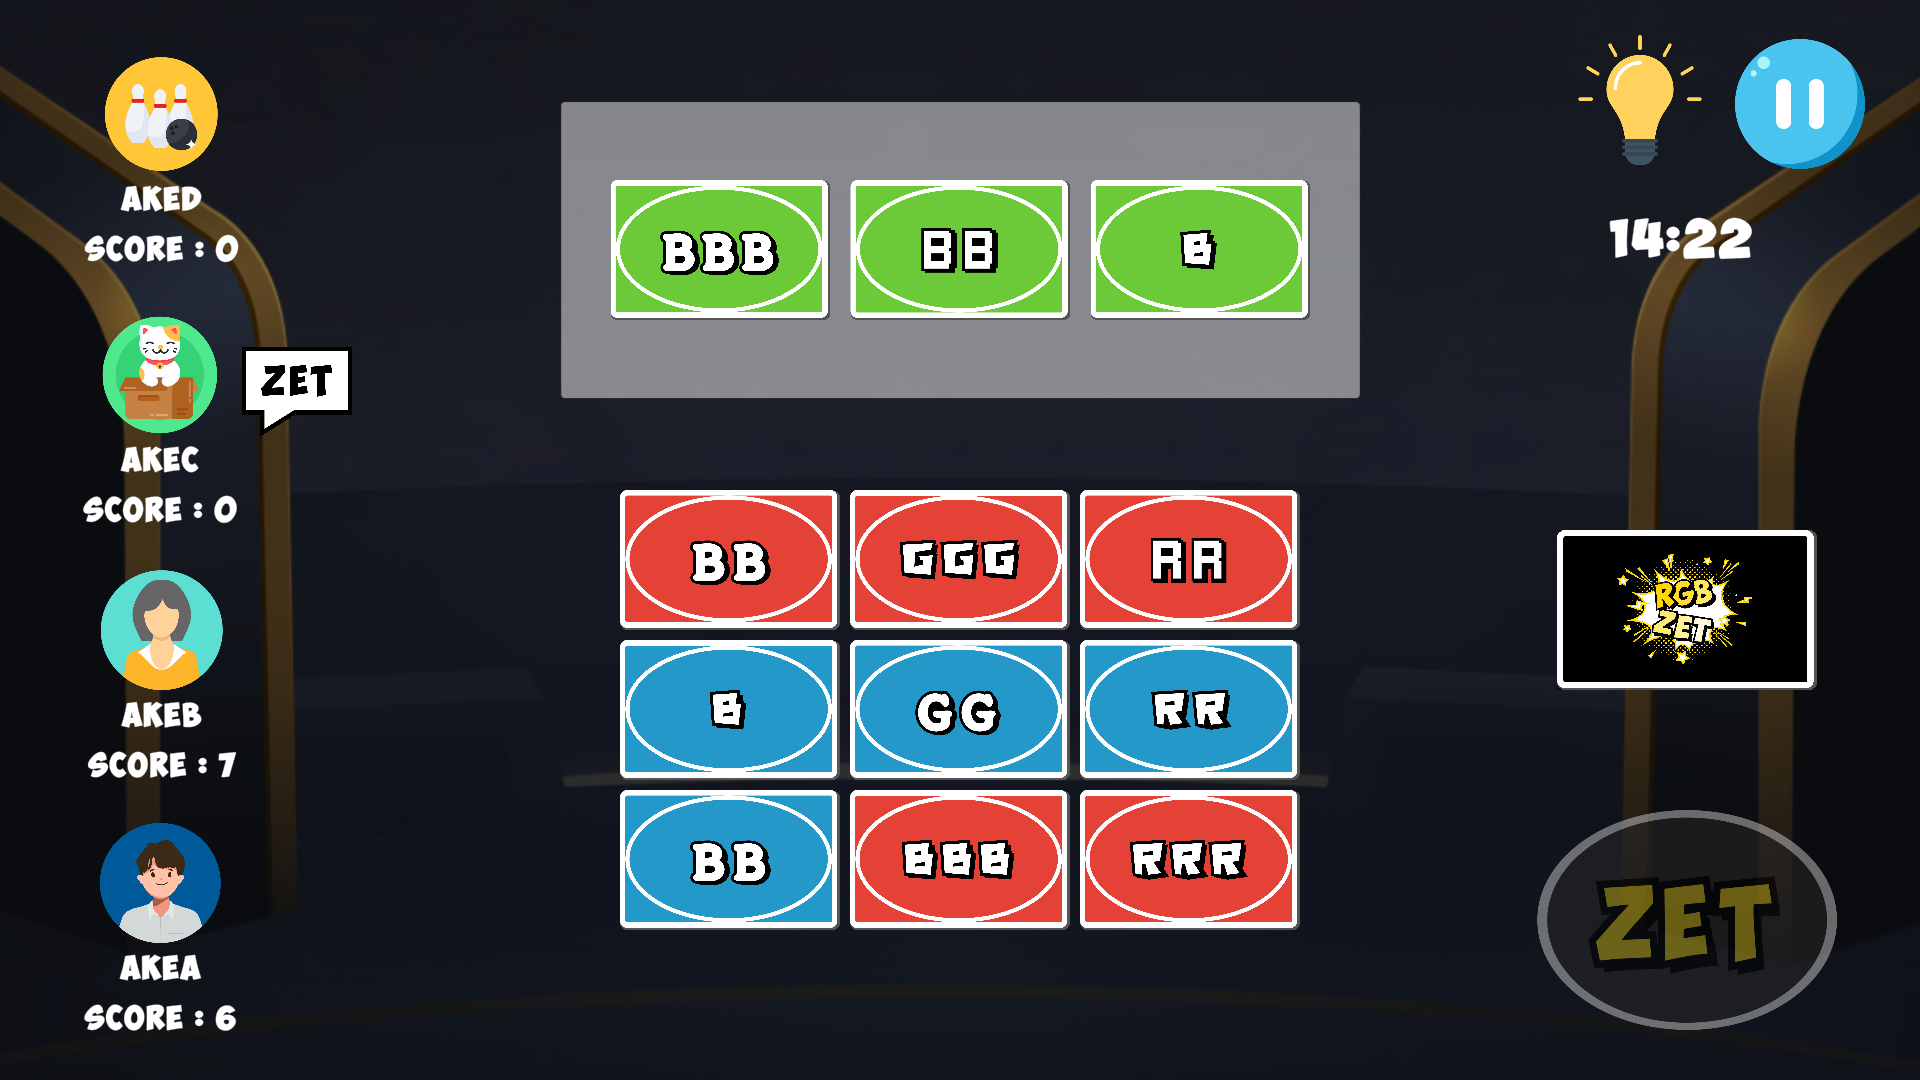 AKED
SCORE : 0
AKEC
SCORE : 0
ZET
AKEB
SCORE : 7
AKEA
SCORE : 6
BBB
BB
B
BB
GGG
RR
B
GG
RR
BB
BBB
RRR
14:22
RGB
ZET
ZET